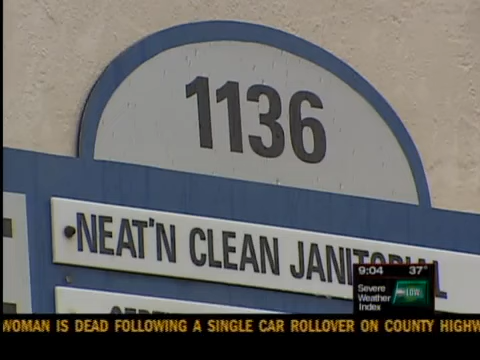 1136
NEAT'N CLEAN JANITORIAL
9:04 37°
Severe
Weather
Index
LOW
WOMAN IS DEAD FOLLOWING A SINGLE CAR ROLLOVER ON COUNTY HIGHW